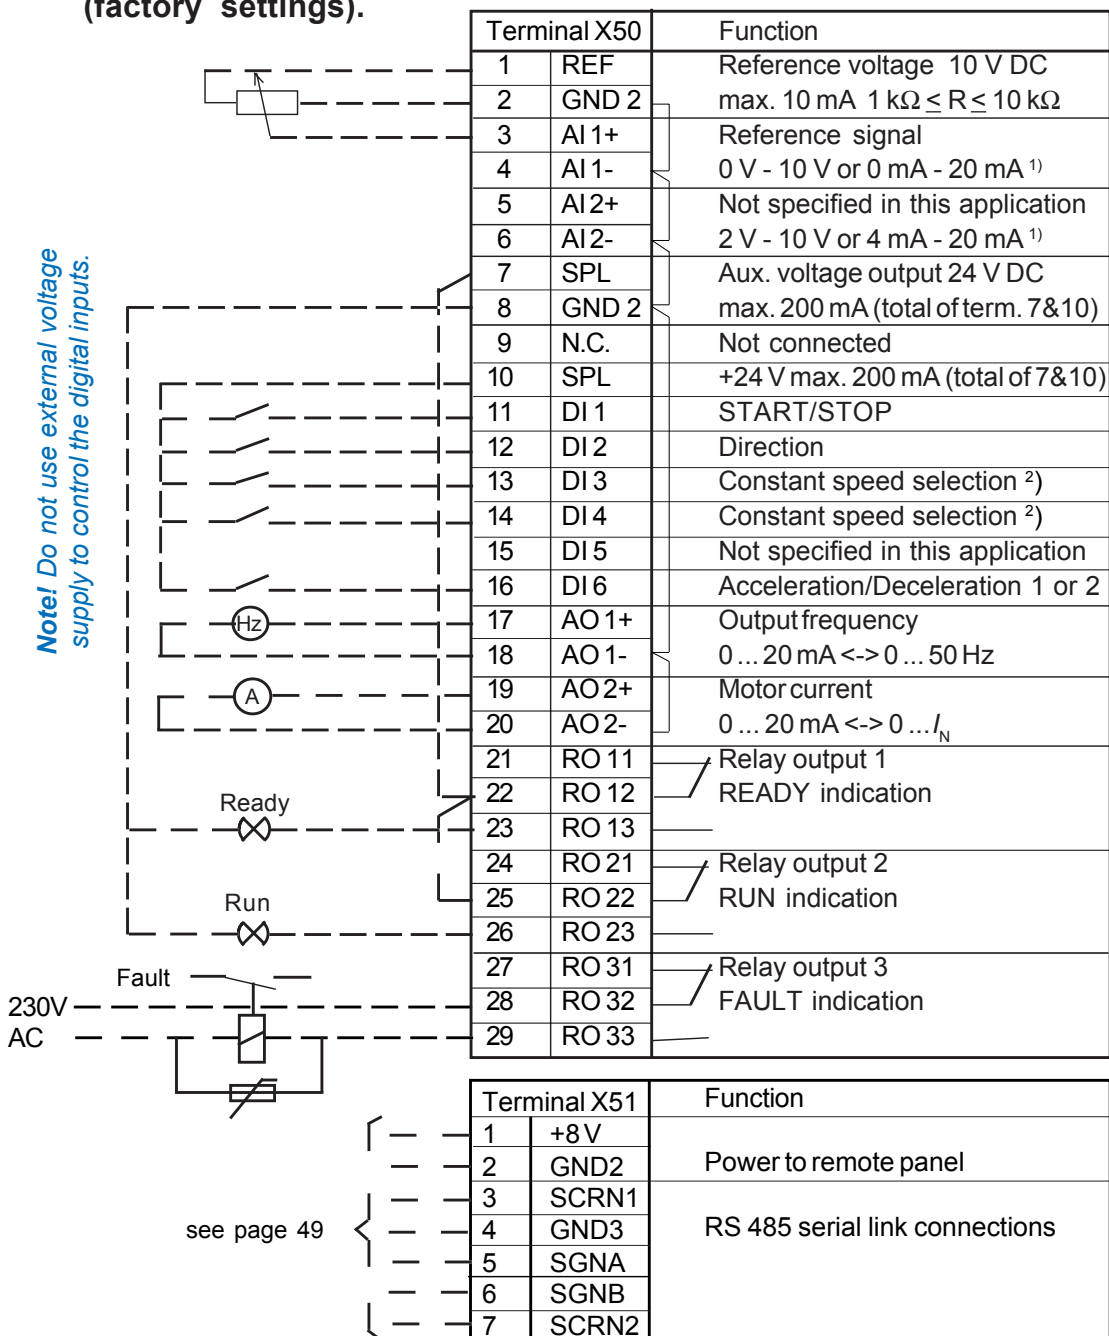 (factory settings).
Terminal X50 Function
1 REF Reference voltage 10 V DC
2 GND 2 max. 10 mA 1 kΩ ≤ R ≤ 10 kΩ
3 AI 1+ Reference signal
4 AI 1- 0 V - 10 V or 0 mA - 20 mA 1)
5 AI 2+ Not specified in this application
6 AI 2- 2 V - 10 V or 4 mA - 20 mA 1)
7 SPL Aux. voltage output 24 V DC
8 GND 2 max. 200 mA (total of term. 7&10)
9 N.C. Not connected
10 SPL +24 V max. 200 mA (total of 7&10)
11 DI 1 START/STOP
12 DI 2 Direction
13 DI 3 Constant speed selection 2)
14 DI 4 Constant speed selection 2)
15 DI 5 Not specified in this application
16 DI 6 Acceleration/Deceleration 1 or 2
Note! Do not use external voltage
supply to control the digital inputs.
Hz 17 AO 1+ Output frequency
18 AO 1- 0 ... 20 mA <-> 0 ... 50 Hz
A 19 AO 2+ Motor current
20 AO 2- 0 ... 20 mA <-> 0 ... IN
21 RO 11 Relay output 1
Ready 22 RO 12 READY indication
23 RO 13
24 RO 21 Relay output 2
Run 25 RO 22 RUN indication
26 RO 23
Fault 27 RO 31 Relay output 3
230V 28 RO 32 FAULT indication
AC 29 RO 33
Terminal X51 Function
1 +8 V
2 GND2 Power to remote panel
3 SCRN1
see page 49 4 GND3 RS 485 serial link connections
5 SGNA
6 SGNB
7 SCRN2